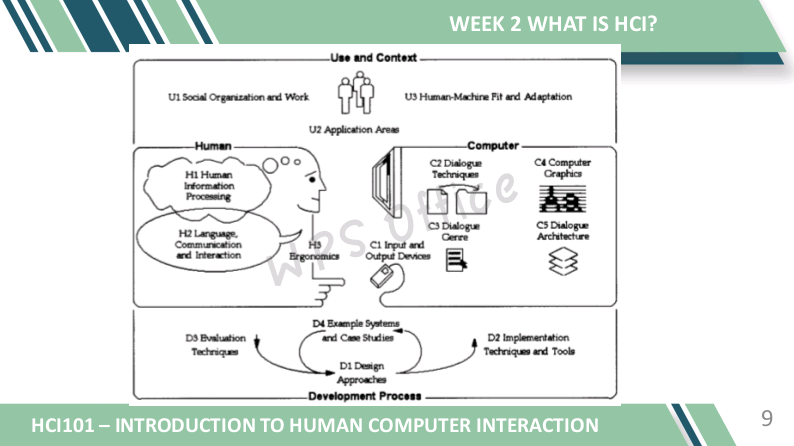 WEEK 2 WHAT IS HCI?
Use and Context
U1 Social Organization and Work
U3 Human-Machine Fit and Adaptation
U2 Application Areas
Human
Computer
H1 Human
Information
Processing
H2 Language,
Communication
and Interaction
H3
Ergonomics
C2 Dialogue
Techniques
C4 Computer
Graphics
Aa
C3 Dialogue
Genre
C5 Dialogue
Architecture
C1 Input and
Output Devices
WPS Office
D4 Example Systems
and Case Studies
D3 Evaluation
Techniques
D2 Implementation
Techniques and Tools
D1 Design
Approaches
Development Process
HCI101 – INTRODUCTION TO HUMAN COMPUTER INTERACTION
9